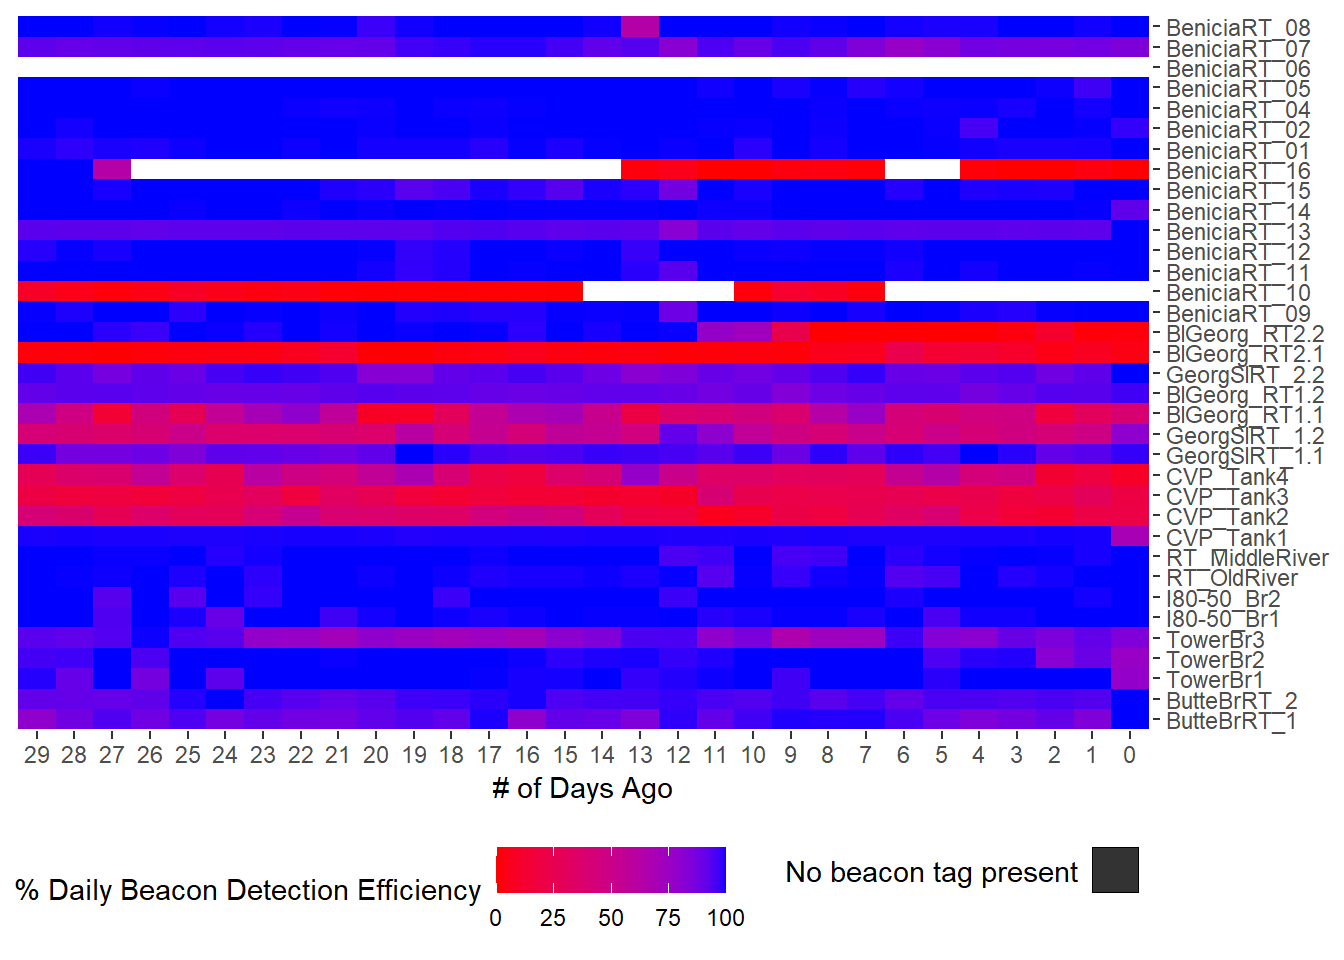 BeniciaRT_08
BeniciaRT_07
BeniciaRT_06
BeniciaRT_05
BeniciaRT_04
BeniciaRT_02
BeniciaRT_01
BeniciaRT_16
BeniciaRT_15
BeniciaRT_14
BeniciaRT_13
BeniciaRT_12
BeniciaRT_11
BeniciaRT_10
BeniciaRT_09
BlGeorg_RT2.2
BlGeorg_RT2.1
GeorgSlRT_2.2
BlGeorg_RT1.2
BlGeorg_RT1.1
GeorgSlRT_1.2
GeorgSlRT_1.1
CVP_Tank4
CVP_Tank3
CVP_Tank2
CVP_Tank1
RT_MiddleRiver
RT_OldRiver
I80-50_Br2
I80-50_Br1
TowerBr3
TowerBr2
TowerBr1
ButteBrRT_2
ButteBrRT_1
29 28 27 26 25 24 23 22 21 20 19 18 17 16 15 14 13 12 11 10 9 8 7 6 5 4 3 2 1 0
# of Days Ago
% Daily Beacon Detection Efficiency
0 25 50 75 100
No beacon tag present